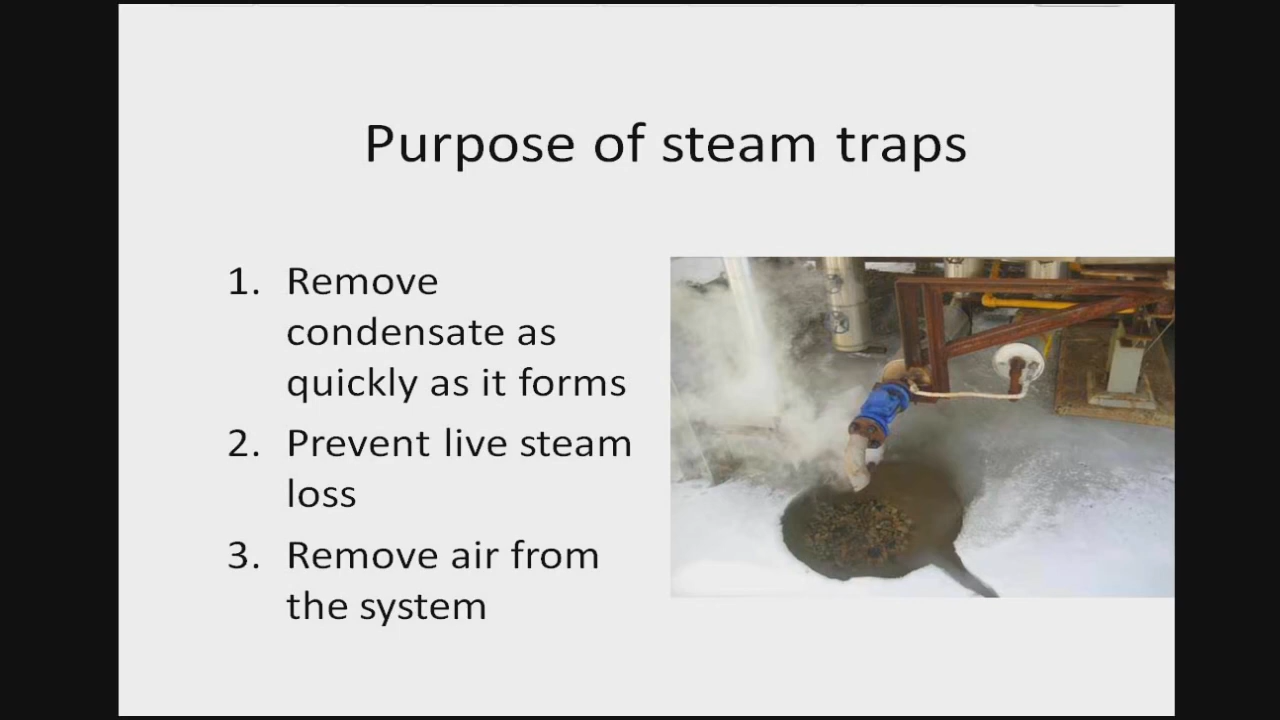 Purpose of steam traps
1. Remove
condensate as
quickly as it forms
2. Prevent live steam
loss
3. Remove air from
the system